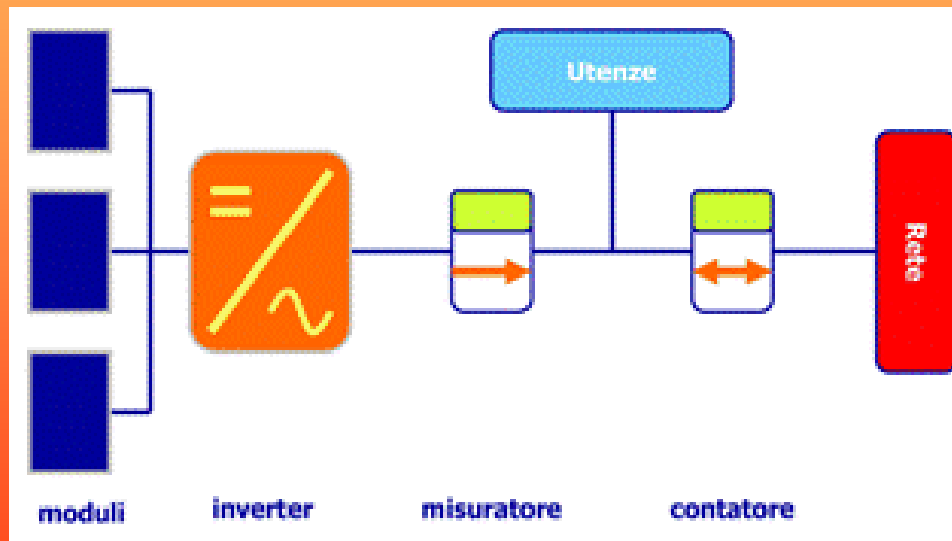 Utenze
Rete
moduli
inverter
misuratore
contatore